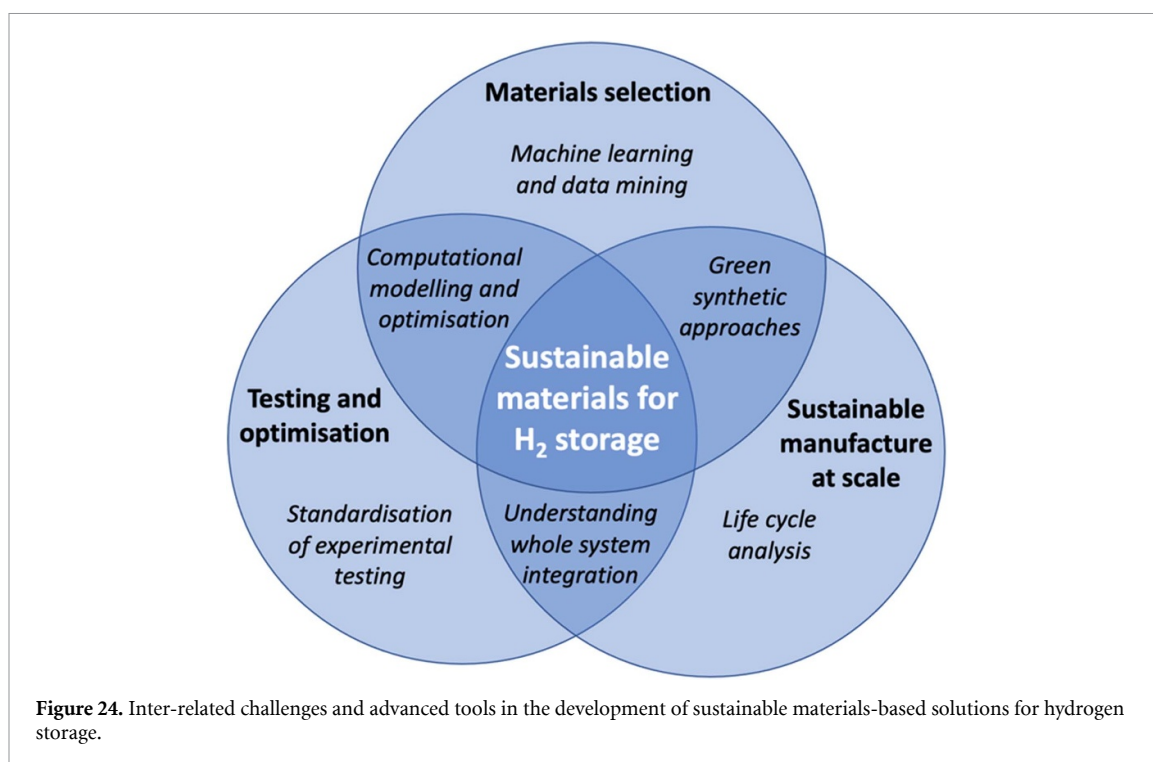 Materials selection
Machine learning
and data mining
Computational
modelling and
optimisation
Green
synthetic
approaches
Sustainable
materials for
H₂ storage
Testing and
optimisation
Sustainable
manufacture
at scale
Standardisation
of experimental
testing
Understanding
whole system
integration
Life cycle
analysis
Figure 24. Inter-related challenges and advanced tools in the development of sustainable materials-based solutions for hydrogen
storage.